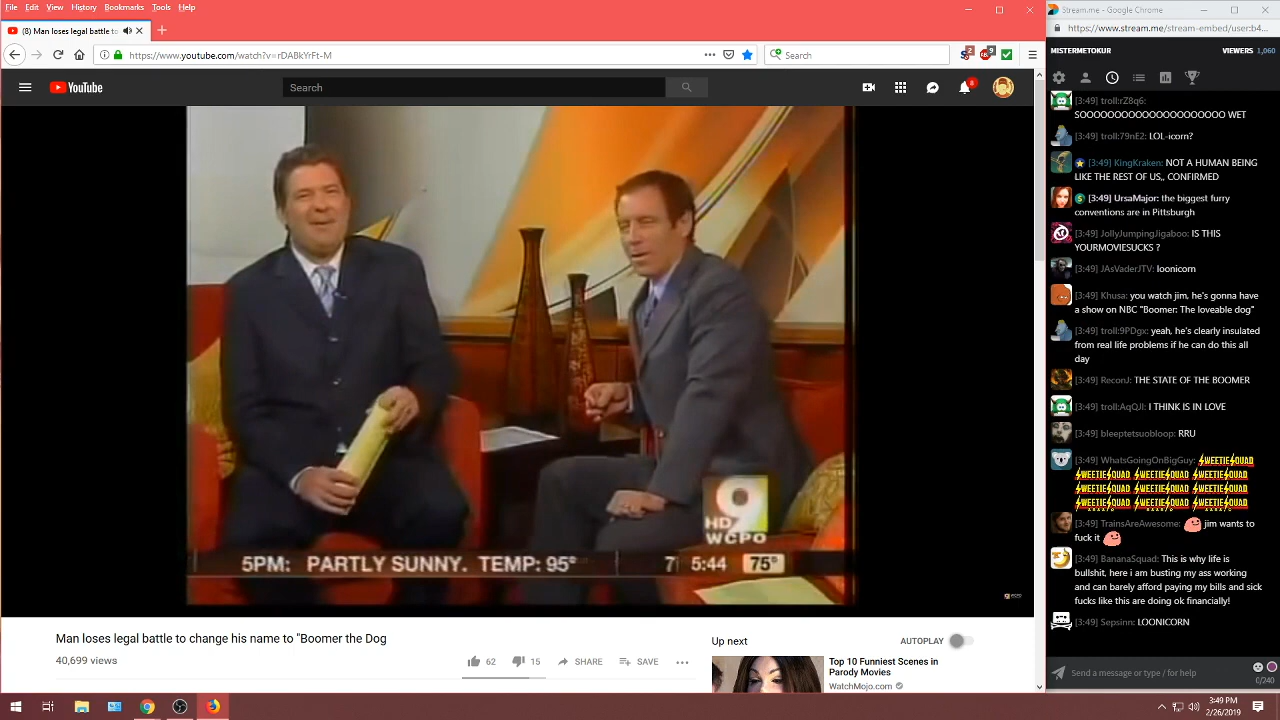 File Edit View History Bookmarks Tools Help
(8) Man loses legal battle to
https://www.youtube.com/watch?v=rDABkYrFt-M
Search
2
9
YouTube
Search
6
9
HD
WCPO
5PM: PARTLY SUNNY. TEMP: 95° 7 5:44 75°
Man loses legal battle to change his name to "Boomer the Dog
40,699 views
62 15 SHARE SAVE
Up next
AUTOPLAY
Top 10 Funniest Scenes in
Parody Movies
WatchMojo.com
Stream.me - Google Chrome
https://www.stream.me/stream-embed/user:b4...
MISTERMETOKUR VIEWERS 1,060
[3:49] troll:rZ8q6:
SOOOOOOOOOOOOOOOOOOOO WET
[3:49] troll:79nE2: LOL-icorn?
[3:49] KingKraken: NOT A HUMAN BEING
LIKE THE REST OF US,, CONFIRMED
[3:49] UrsaMajor: the biggest furry
conventions are in Pittsburgh
[3:49] JollyJumpingJigaboo: IS THIS
YOURMOVIESUCKS ?
[3:49] JAsVaderJTV: loonicorn
[3:49] Khusa: you watch jim, he's gonna have
a show on NBC "Boomer: The loveable dog"
[3:49] troll:9PDgx: yeah, he's clearly insulated
from real life problems if he can do this all
day
[3:49] ReconJ: THE STATE OF THE BOOMER
[3:49] troll:AqQJI: I THINK IS IN LOVE
[3:49] bleeptetsuobloop: RRU
[3:49] WhatsGoingOnBigGuy: SWEETIESQUAD
SWEETIESQUAD SWEETIESQUAD SWEETIESQUAD
SWEETIESQUAD SWEETIESQUAD SWEETIESQUAD
SWEETIESQUAD SWEETIESQUAD SWEETIESQUAD
[3:49] TrainsAreAwesome: jim wants to
fuck it
[3:49] BananaSquad: This is why life is
bullshit, here i am busting my ass working
and can barely afford paying my bills and sick
fucks like this are doing ok financially!
[3:49] Sepsinn: LOONICORN
Send a message or type / for help
0/240
3:49 PM
2/26/2019